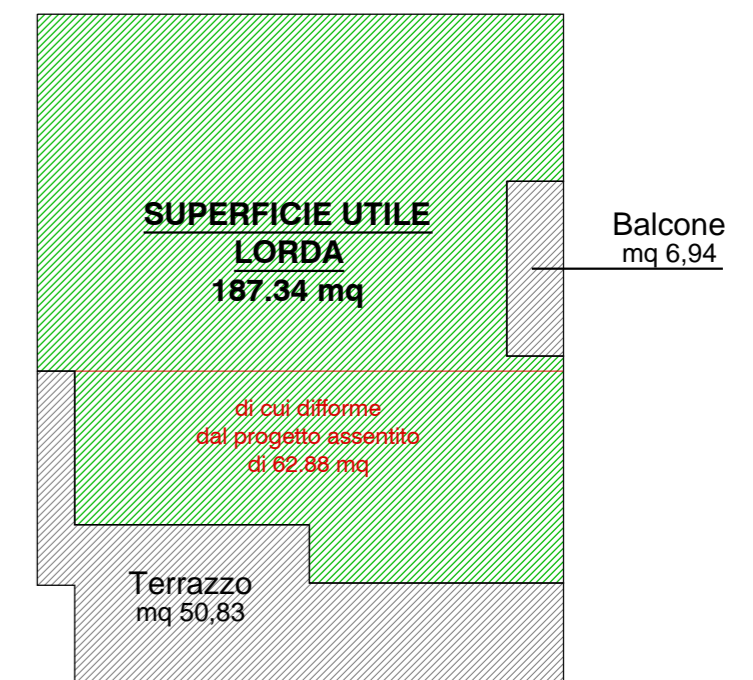 SUPERFICIE UTILE
LORDA
187.34 mq
Balcone
mq 6,94
di cui difforme
dal progetto assentito
di 62.88 mq
Terrazzo
mq 50,83